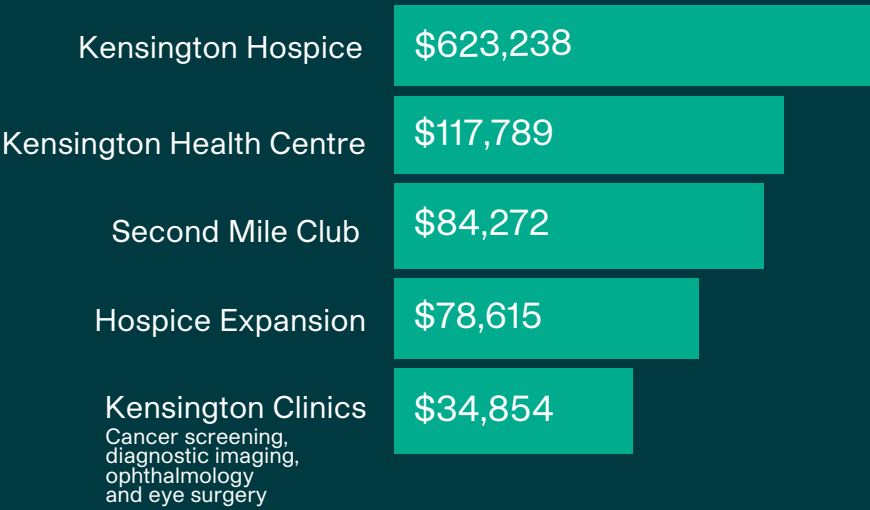 Kensington Hospice $623,238
Kensington Health Centre $117,789
Second Mile Club $84,272
Hospice Expansion $78,615
Kensington Clinics $34,854
Cancer screening,
diagnostic imaging,
ophthalmology
and eye surgery